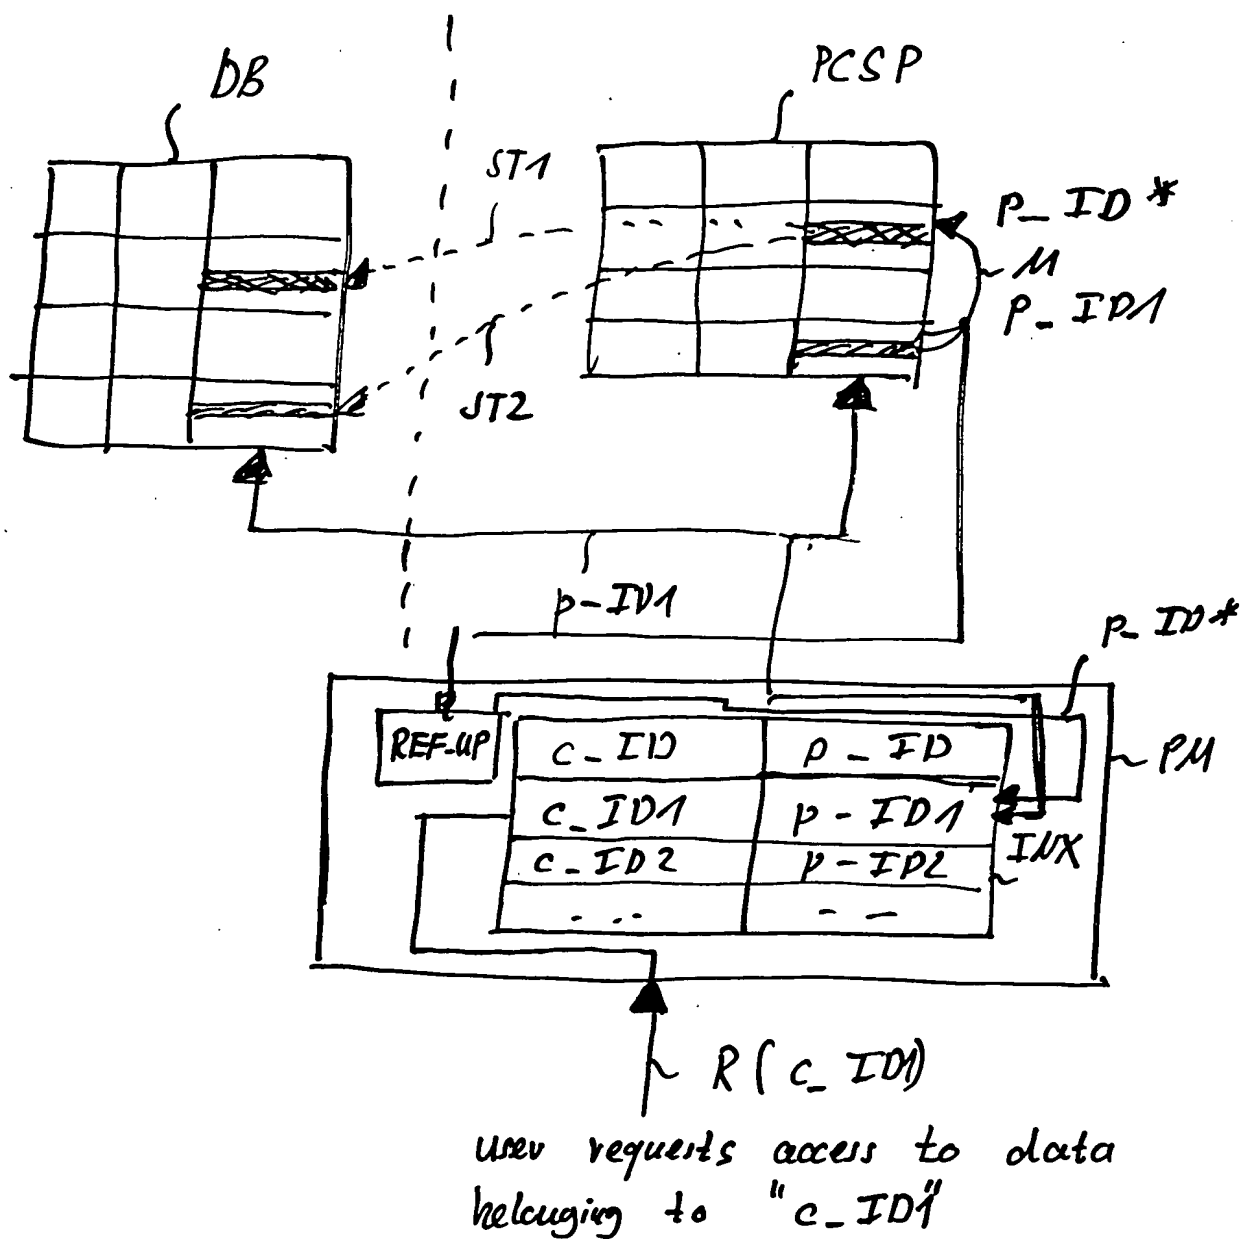 DB
PCSP
ST1
p_ID*
M
p_ID1
ST2
p-ID1
p_ID*
REF-UP
c_ID p_ID
PM
c_ID1 p-ID1
INX
c_ID2 p-ID2
... --
R(c_ID1)
user requests access to data
belonging to "c_ID1"